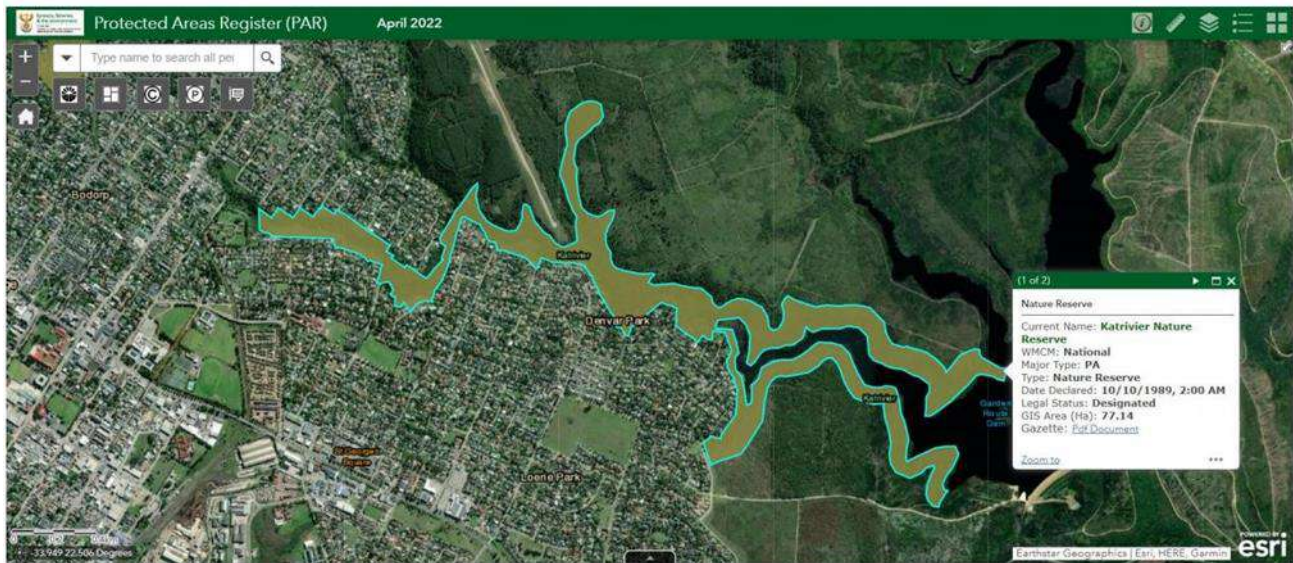 Protected Areas Register (PAR)
April 2022
Type name to search all per
Bodorp
Katrivier
Denvar Park
Katrivier
Loerie Park
Garden
Route
Dam
(1 of 2)
Nature Reserve
Current Name: Katrivier Nature
Reserve
WMCM: National
Major Type: PA
Type: Nature Reserve
Date Declared: 10/10/1989, 2:00 AM
Legal Status: Designated
GIS Area (Ha): 77.14
Gazette: Pdf Document
Zoom to
-33.949 22.506 Degrees
Earthstar Geographics | Esri, HERE, Garmin
POWERED BY
esri